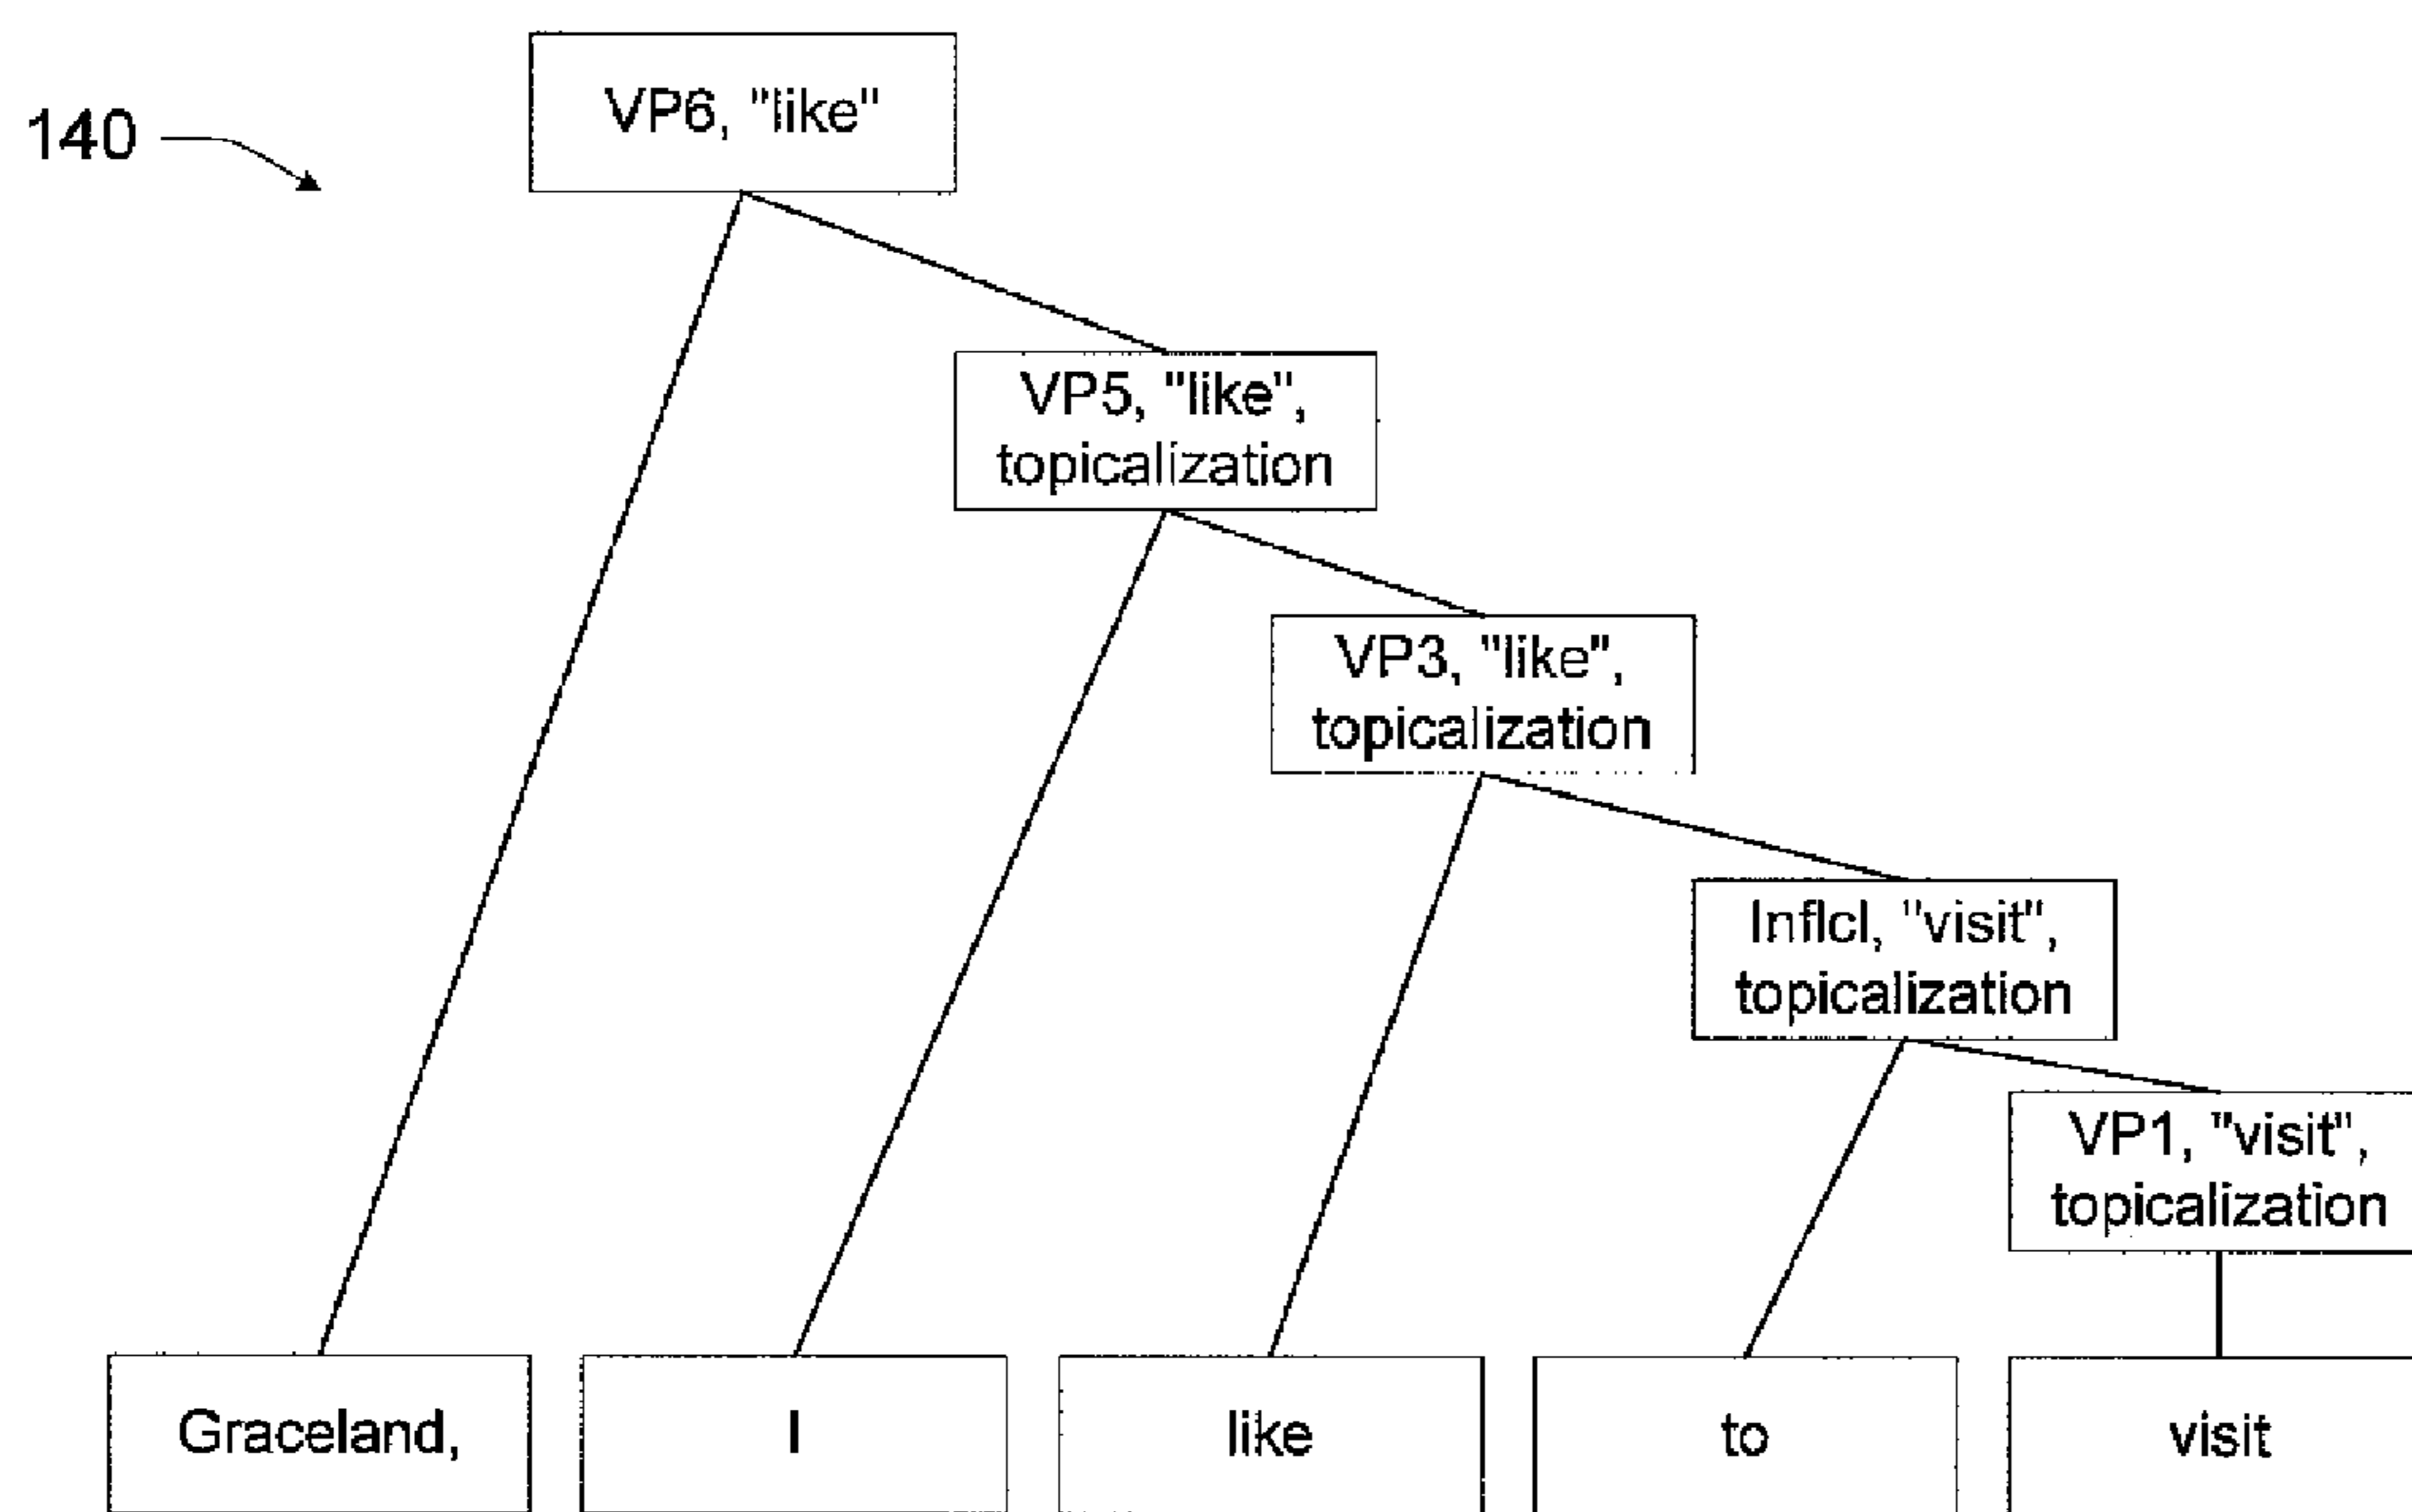 VP6, "like"
140
VP5, "like",
topicalization
VP3, "like",
topicalization
Inflcl, "visit",
topicalization
VP1, "visit",
topicalization
Graceland,
I
like
to
visit